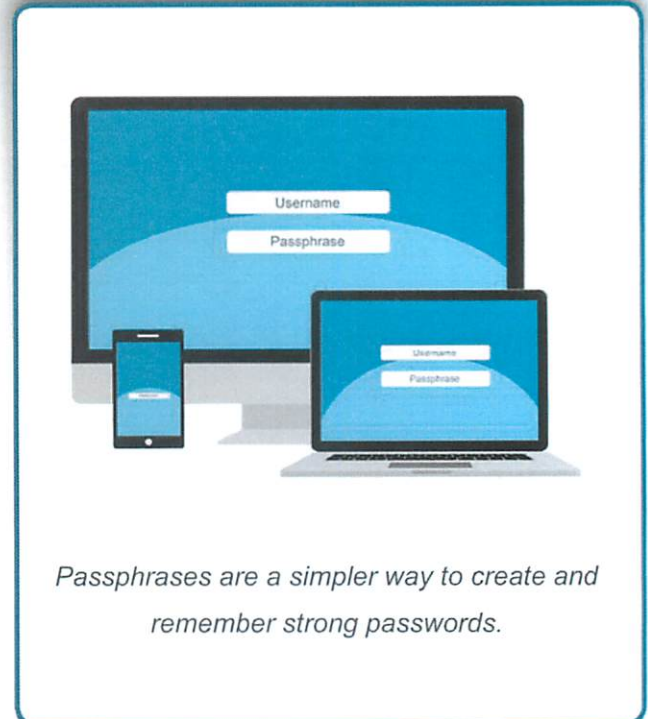 Username
Passphrase
Username
Passphrase
Passphrases are a simpler way to create and
remember strong passwords.